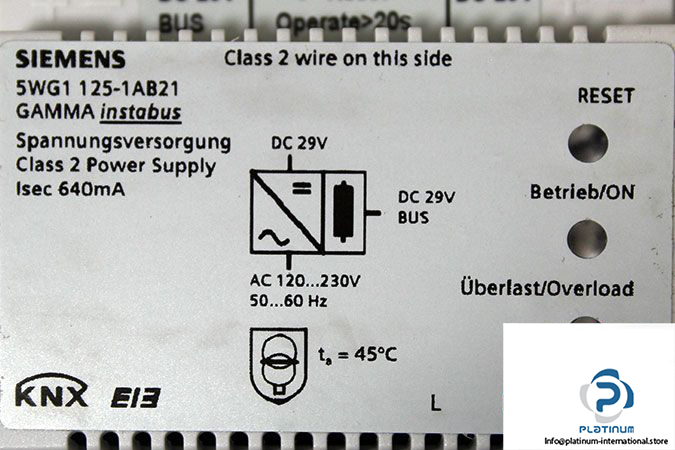 BUS
Operate>20s
BUS
SIEMENS
Class 2 wire on this side
5WG1 125-1AB21
GAMMA instabus
Spannungsversorgung
Class 2 Power Supply
Isec 640mA
DC 29V
DC 29V
BUS
AC 120...230V
50...60 Hz
ta = 45°C
RESET
Betrieb/ON
Überlast/Overload
KNX EIB
L
PLATINUM
info@platinum-international.store